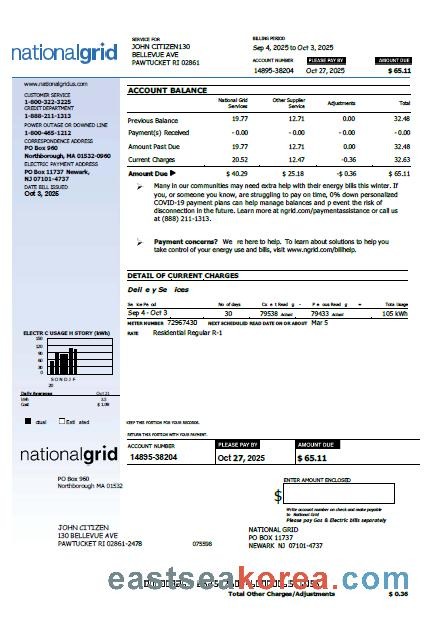 nationalgrid
SERVICE FOR
JOHN CITIZEN130
BELLEVUE AVE
PAWTUCKET RI 02861
BILLING PERIOD
Sep 4, 2025 to Oct 3, 2025
ACCOUNT NUMBER PLEASE PAY BY AMOUNT DUE
14895-38204 Oct 27, 2025 $ 65.11
www.nationalgridus.com
CUSTOMER SERVICE
1-800-322-3225
CREDIT DEPARTMENT
1-888-211-1313
POWER OUTAGE OR DOWNED LINE
1-800-465-1212
CORRESPONDENCE ADDRESS
PO Box 960
Northborough, MA 01532-0960
ELECTRIC PAYMENT ADDRESS
PO Box 11737 Newark,
NJ 07101-4737
DATE BILL ISSUED
Oct 3, 2025
ACCOUNT BALANCE
National Grid Services Other Supplier Service Adjustments Total
Previous Balance 19.77 12.71 0.00 32.48
Payment(s) Received - 0.00 - 0.00 - 0.00 - 0.00
Amount Past Due 19.77 12.71 0.00 32.48
Current Charges 20.52 12.47 -0.36 32.63
Amount Due ▶ $ 40.29 $ 25.18 -$ 0.36 $ 65.11
Many in our communities may need extra help with their energy bills this winter. If
you, or someone you know, are struggling to pay on time, 0% down personalized
COVID-19 payment plans can help manage balances and p event the risk of
disconnection in the future. Learn more at ngrid.com/paymentassistance or call us
at (888) 211-1313.
Payment concerns? We re here to help. To learn about solutions to help you
take control of your energy use and bills, visit www.ngrid.com/billhelp.
DETAIL OF CURRENT CHARGES
Deli e y Se ices
No of days Total Usage
Sep 4 - Oct 3 30 79538 Actual 79433 Actual 105 kWh
METER NUMBER 72967430 NEXT SCHEDULED READ DATE ON OR ABOUT Mar 5
RATE Residential Regular R-1
ELECTR C USAGE H STORY (kWh)
150
120
90
60
30
0
S O N D J F
20
Daily Averages Oct 21
kWh 3.5
Cost $ 1.09
ctual Esti ated
KEEP THIS PORTION FOR YOUR RECORDS.
RETURN THIS PORTION WITH YOUR PAYMENT.
nationalgrid
ACCOUNT NUMBER PLEASE PAY BY AMOUNT DUE
14895-38204 Oct 27, 2025 $ 65.11
PO Box 960
Northborough MA 01532
ENTER AMOUNT ENCLOSED
$
Write account number on check and make payable
to National Grid
Please pay Gas & Electric bills separately
JOHN CITIZEN
130 BELLEVUE AVE
PAWTUCKET RI 02861-2478
075598
NATIONAL GRID
PO BOX 11737
NEWARK NJ 07101-4737
eastseakorea.com
Total Other Charges/Adjustments $ 0.36